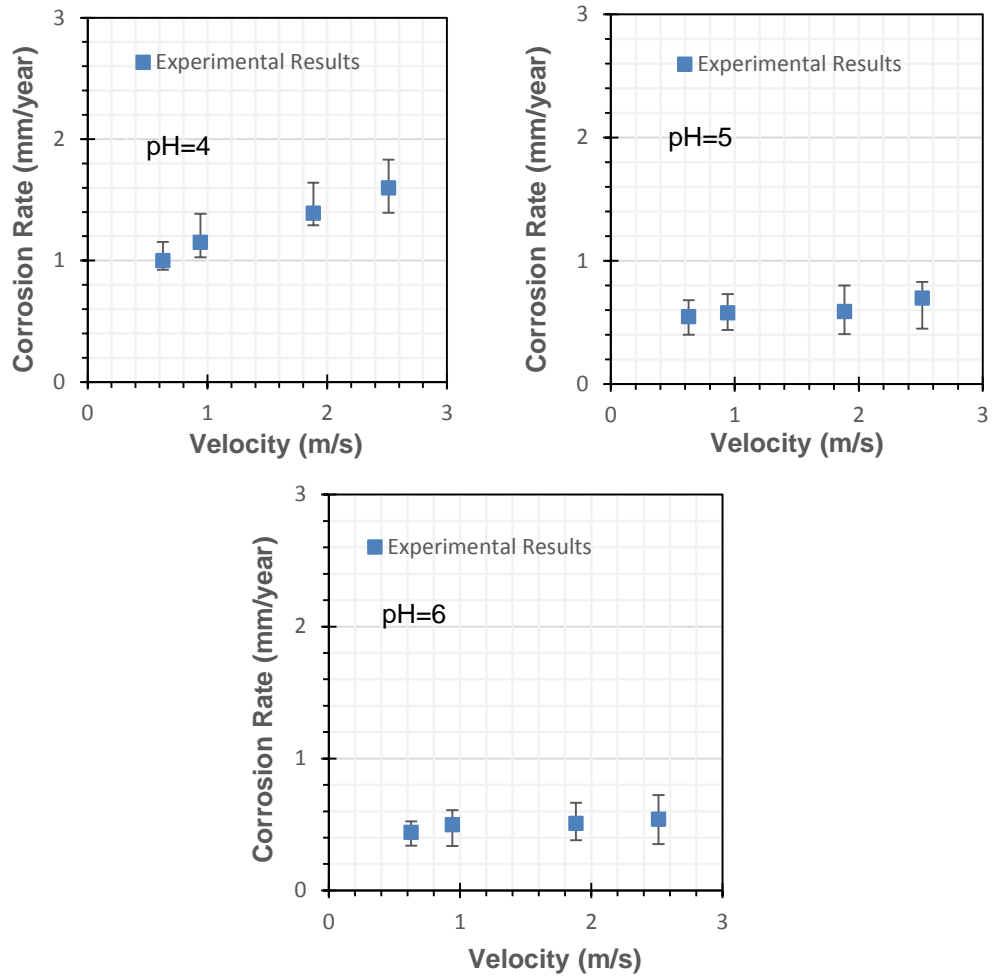 3
2
1
0
Corrosion Rate (mm/year)
Experimental Results
pH=4
0 1 2 3
Velocity (m/s)
3
2
1
0
Corrosion Rate (mm/year)
Experimental Results
pH=5
0 1 2 3
Velocity (m/s)
3
2
1
0
Corrosion Rate (mm/year)
Experimental Results
pH=6
0 1 2 3
Velocity (m/s)